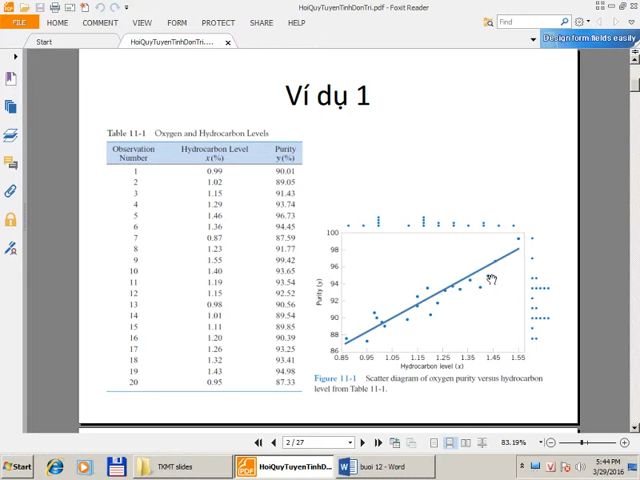 HoiQuyTuyenTinhDonTri.pdf - Foxit Reader
FILE HOME COMMENT VIEW FORM PROTECT SHARE HELP Find
Start HoiQuyTuyenTinhDonTri.... Design form fields easily
Ví dụ 1
Table 11-1 Oxygen and Hydrocarbon Levels
Observation Number Hydrocarbon Level x(%) Purity y(%)
1 0.99 90.01
2 1.02 89.05
3 1.15 91.43
4 1.29 93.74
5 1.46 96.73
6 1.36 94.45
7 0.87 87.59
8 1.23 91.77
9 1.55 99.42
10 1.40 93.65
11 1.19 93.54
12 1.15 92.52
13 0.98 90.56
14 1.01 89.54
15 1.11 89.85
16 1.20 90.39
17 1.26 93.25
18 1.32 93.41
19 1.43 94.98
20 0.95 87.33
100
98
96
94
92
90
88
86
Purity (y)
0.85 0.95 1.05 1.15 1.25 1.35 1.45 1.55
Hydrocarbon level (x)
Figure 11-1 Scatter diagram of oxygen purity versus hydrocarbon
level from Table 11-1.
2 / 27 83.19%
Start TKMT slides HoiQuyTuyenTinhDonTri... buoi 12 - Word 5:44 PM
3/29/2016